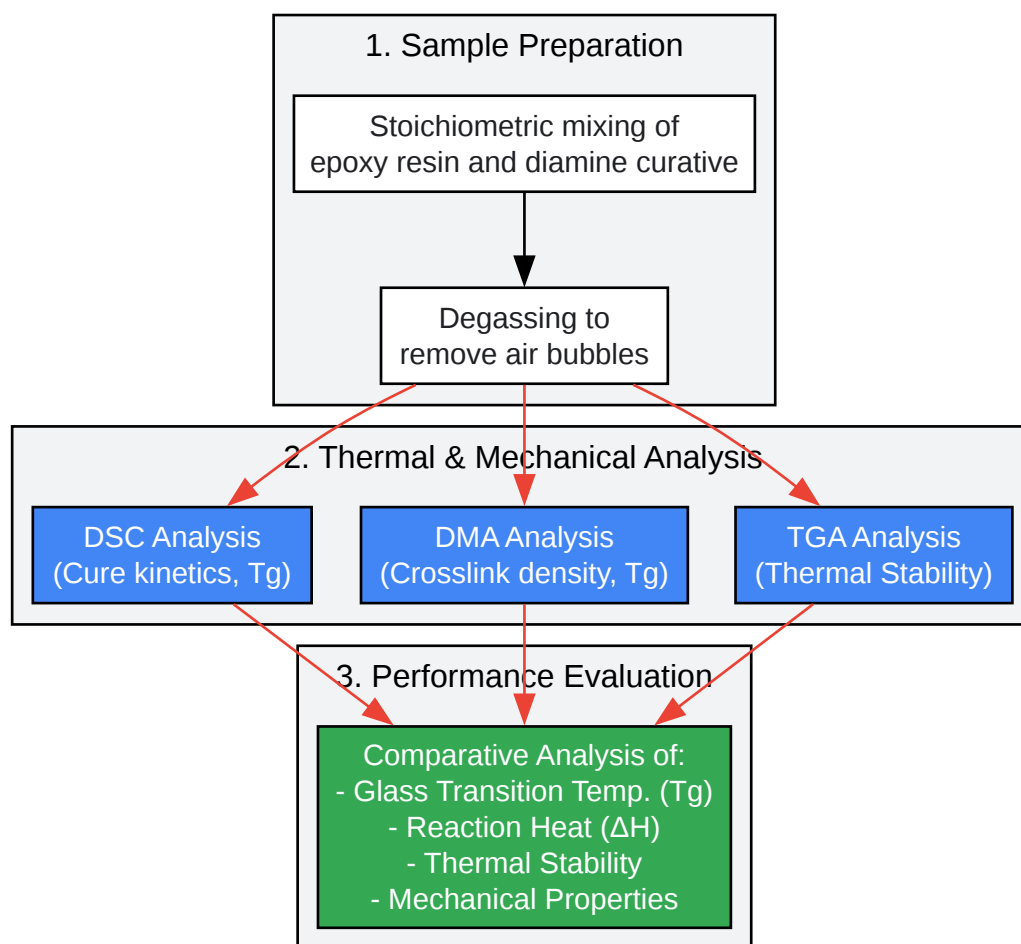 1. Sample Preparation
Stoichiometric mixing of
epoxy resin and diamine curative
Degassing to
remove air bubbles
2. Thermal & Mechanical Analysis
DSC Analysis
(Cure kinetics, Tg)
DMA Analysis
(Crosslink density, Tg)
TGA Analysis
(Thermal Stability)
3. Performance Evaluation
Comparative Analysis of:
- Glass Transition Temp. (Tg)
- Reaction Heat (ΔH)
- Thermal Stability
- Mechanical Properties